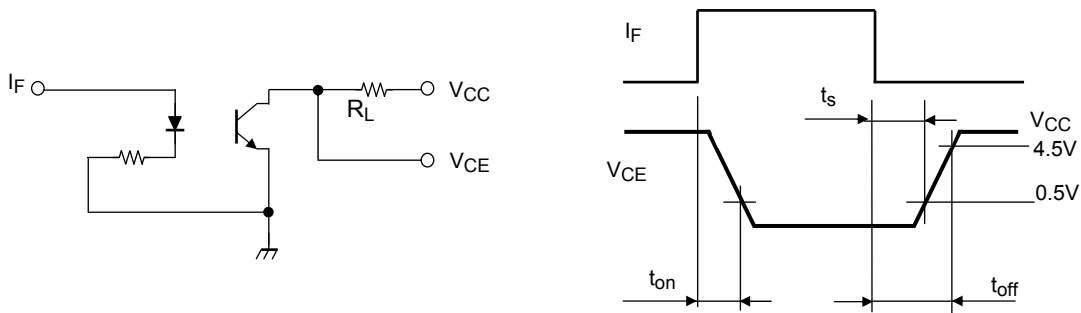 I_F
R_L
V_CC
V_CE
I_F
t_s
V_CC
4.5V
V_CE
0.5V
t_on
t_off